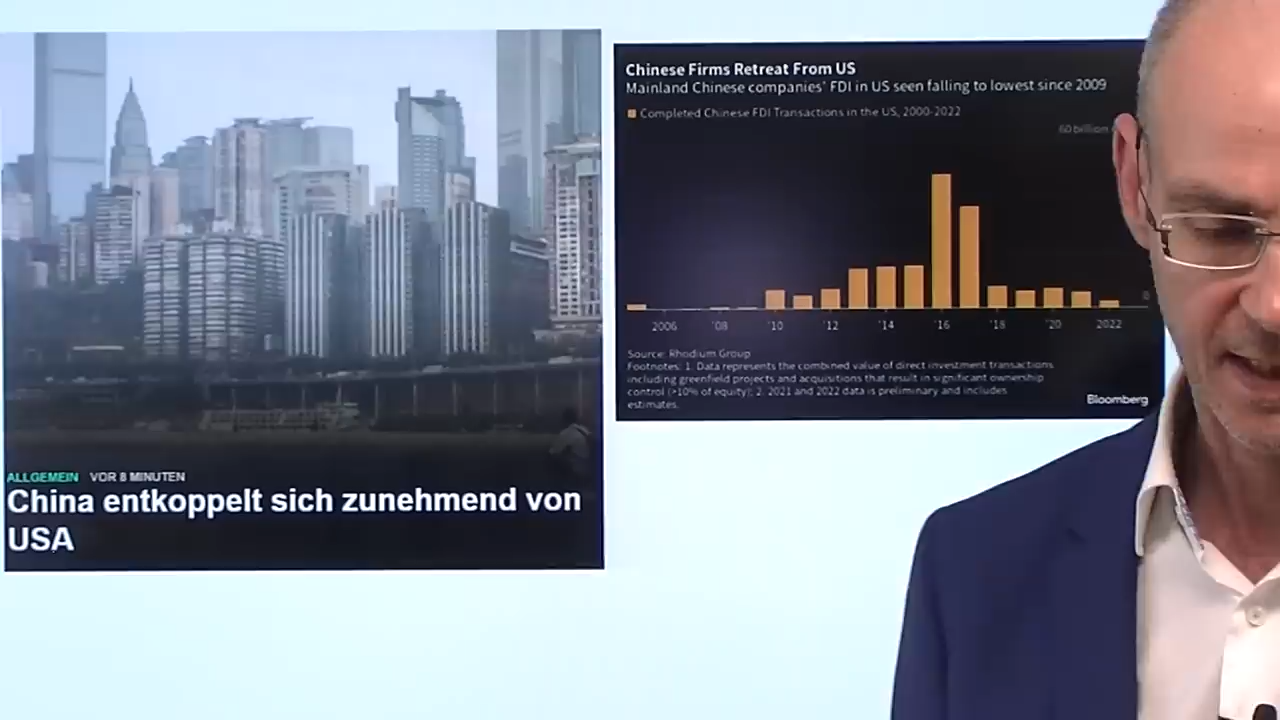 ALLGEMEIN VOR 8 MINUTEN
China entkoppelt sich zunehmend von
USA
Chinese Firms Retreat From US
Mainland Chinese companies' FDI in US seen falling to lowest since 2009
Completed Chinese FDI Transactions in the US, 2000-2022
60 billion
0
2006 '08 '10 '12 '14 '16 '18 '20 2022
Source: Rhodium Group
Footnotes: 1. Data represents the combined value of direct investment transactions
including greenfield projects and acquisitions that result in significant ownership
control (>10% of equity); 2. 2021 and 2022 data is preliminary and includes
estimates.
Bloomberg